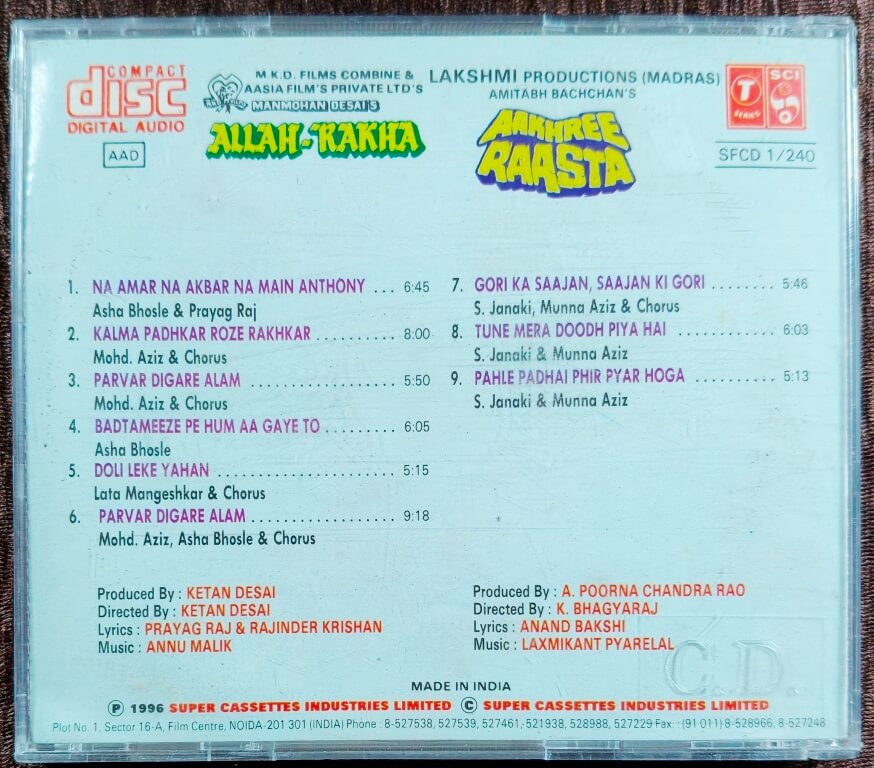 COMPACT
disc
DIGITAL AUDIO
AAD
M.K.D. FILMS COMBINE &
AASIA FILM'S PRIVATE LTD'S
MANMOHAN DESAI'S
ALLAH-RAKHA
LAKSHMI PRODUCTIONS (MADRAS)
AMITABH BACHCHAN'S
AAKHREE
RAASTA
T
SERIES
SCI
SFCD 1/240
1. NA AMAR NA AKBAR NA MAIN ANTHONY ... 6:45
Asha Bhosle & Prayag Raj
2. KALMA PADHKAR ROZE RAKHKAR .............. 8:00
Mohd. Aziz & Chorus
3. PARVAR DIGARE ALAM ....................... 5:50
Mohd. Aziz & Chorus
4. BADTAMEEZE PE HUM AA GAYE TO ......... 6:05
Asha Bhosle
5. DOLI LEKE YAHAN ............................ 5:15
Lata Mangeshkar & Chorus
6. PARVAR DIGARE ALAM ....................... 9:18
Mohd. Aziz, Asha Bhosle & Chorus
7. GORI KA SAAJAN, SAAJAN KI GORI ........ 5:46
S. Janaki, Munna Aziz & Chorus
8. TUNE MERA DOODH PIYA HAI ............. 6:03
S. Janaki & Munna Aziz
9. PAHLE PADHAI PHIR PYAR HOGA .......... 5:13
S. Janaki & Munna Aziz
Produced By : KETAN DESAI
Directed By : KETAN DESAI
Lyrics : PRAYAG RAJ & RAJINDER KRISHAN
Music : ANNU MALIK
Produced By : A. POORNA CHANDRA RAO
Directed By : K. BHAGYARAJ
Lyrics : ANAND BAKSHI
Music : LAXMIKANT PYARELAL
C.D.
MADE IN INDIA
℗ 1996 SUPER CASSETTES INDUSTRIES LIMITED © SUPER CASSETTES INDUSTRIES LIMITED
Plot No. 1, Sector 16-A, Film Centre, NOIDA-201 301 (INDIA) Phone : 8-527538, 527539, 527461, -521938, 528988, 527229 Fax : (91 011) 8-528966, 8-527248